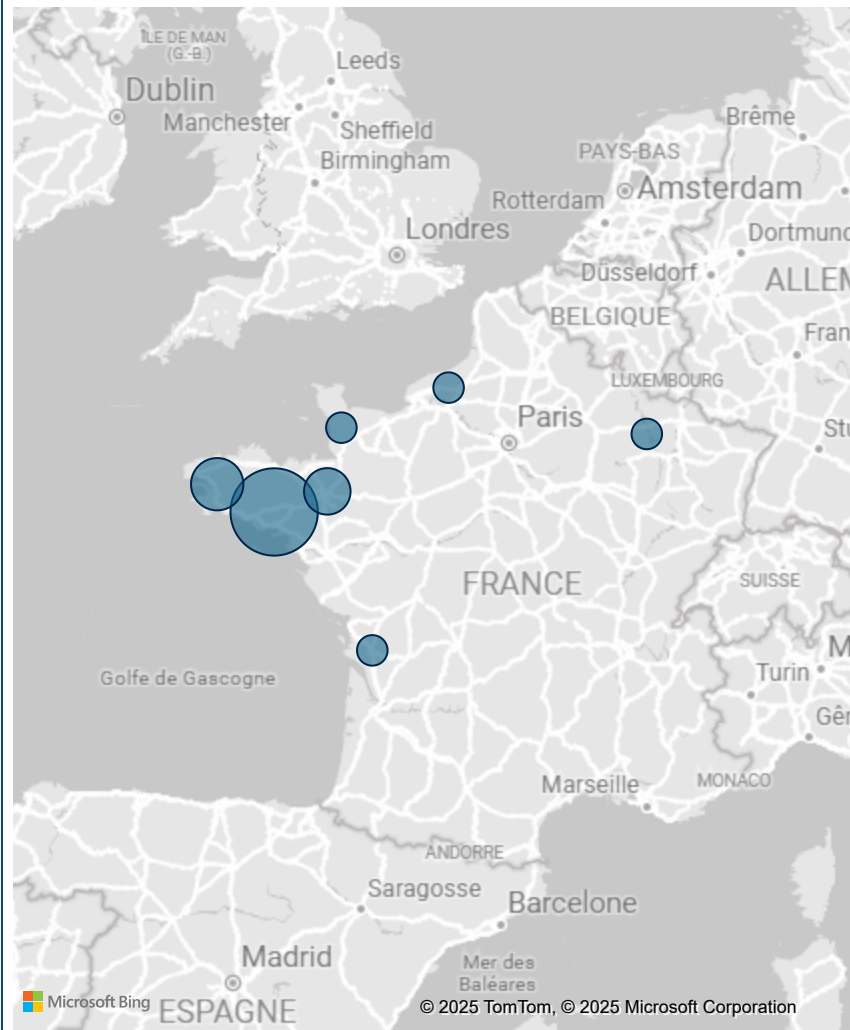 ÎLE DE MAN
(G.-B.)
Leeds
Dublin
Manchester
Sheffield
Birmingham
Brême
PAYS-BAS
Amsterdam
Rotterdam
Londres
Dortmund
Düsseldorf
ALLEM
BELGIQUE
Fran
LUXEMBOURG
Paris
Stu
FRANCE
SUISSE
M
Turin
Golfe de Gascogne
Gên
Marseille
MONACO
ANDORRE
Saragosse
Barcelone
Madrid
Mer des
Baléares
Microsoft Bing
ESPAGNE
© 2025 TomTom, © 2025 Microsoft Corporation